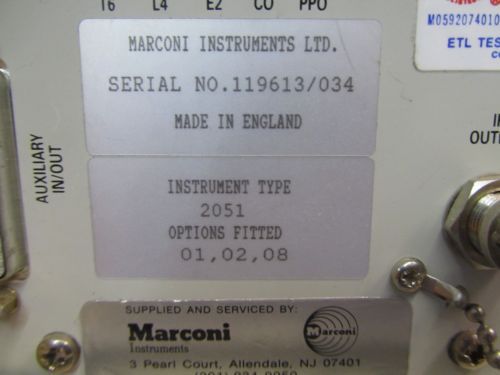 T6 L4 E2 CO PPO
MARCONI INSTRUMENTS LTD.
SERIAL NO.119613/034
MADE IN ENGLAND
M0592074010
ETL TES
AUXILIARY
IN/OUT
INSTRUMENT TYPE
2051
OPTIONS FITTED
01,02,08
OUT
SUPPLIED AND SERVICED BY:
Marconi
Instruments
Marconi
3 Pearl Court, Allendale, NJ 07401